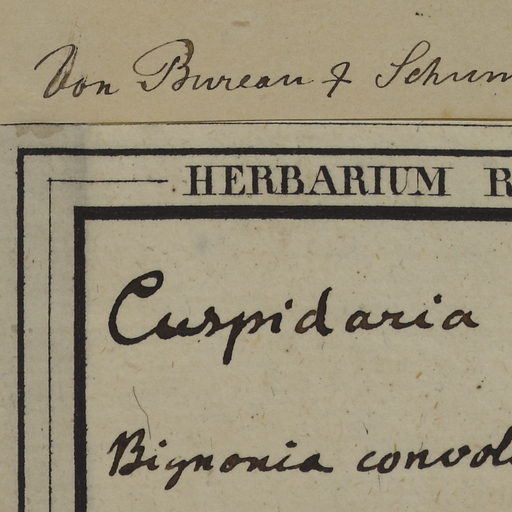 Von Bureau & Schum
HERBARIUM R
Cuspidaria
Bignonia convol